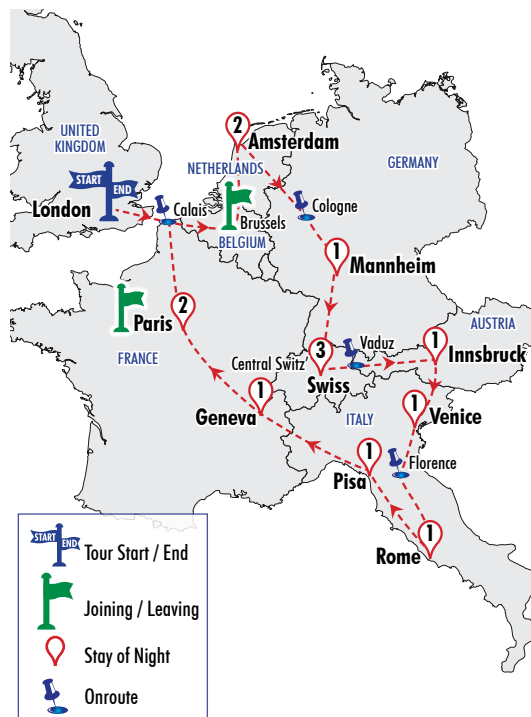 UNITED
KINGDOM
START
END
London
Calais
2
Amsterdam
NETHERLANDS
Brussels
BELGIUM
GERMANY
Cologne
1
Mannheim
2
Paris
FRANCE
Central Switz'
3
Swiss
Vaduz
AUSTRIA
1
Innsbruck
1
Geneva
ITALY
1
Venice
Florence
1
Pisa
1
Rome
START
END
Tour Start / End
Joining / Leaving
Stay of Night
Onroute